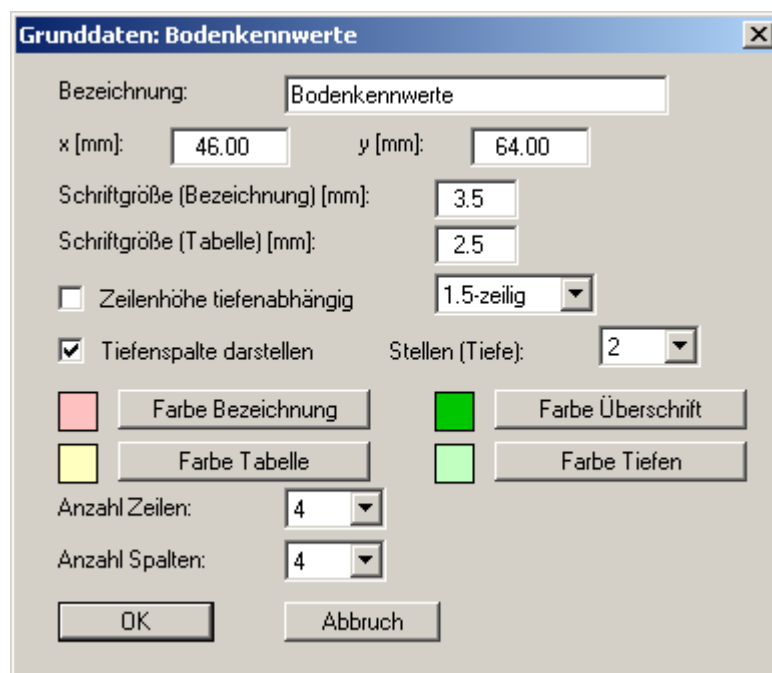 Grunddaten: Bodenkennwerte
Bezeichnung: Bodenkennwerte
x [mm]: 46.00 y [mm]: 64.00
Schriftgröße (Bezeichnung) [mm]: 3.5
Schriftgröße (Tabelle) [mm]: 2.5
Zeilenhöhe tiefenabhängig 1.5-zeilig
Tiefenspalte darstellen Stellen (Tiefe): 2
Farbe Bezeichnung Farbe Überschrift
Farbe Tabelle Farbe Tiefen
Anzahl Zeilen: 4
Anzahl Spalten: 4
OK Abbruch